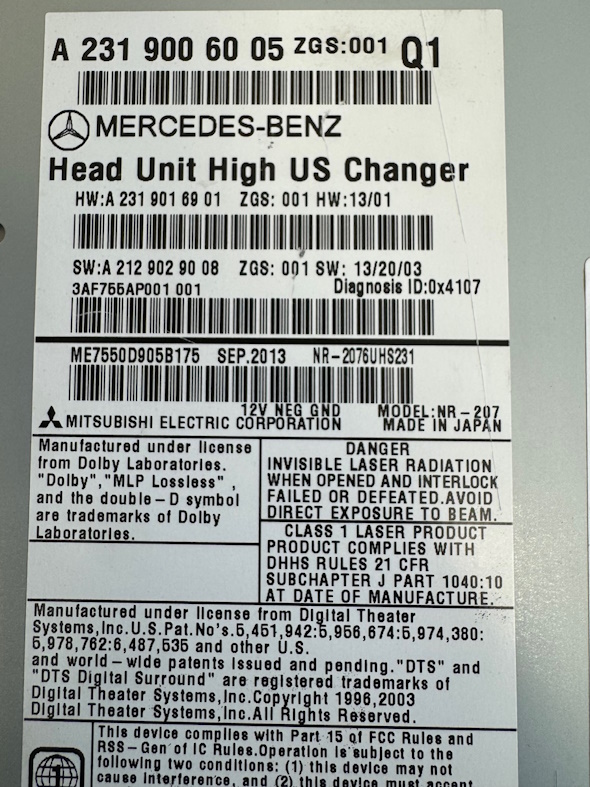 A 231 900 60 05 ZGS:001 Q1
MERCEDES-BENZ
Head Unit High US Changer
HW:A 231 901 69 01 ZGS: 001 HW:13/01
SW:A 212 902 90 08 ZGS: 001 SW: 13/20/03
3AF755AP001 001 Diagnosis ID:0x4107
ME7550D905B175 SEP.2013 NR-2076UHS231
12V NEG GND MODEL:NR-207
MITSUBISHI ELECTRIC CORPORATION MADE IN JAPAN
Manufactured under license
from Dolby Laboratories.
"Dolby","MLP Lossless" ,
and the double-D symbol
are trademarks of Dolby
Laboratories.
DANGER
INVISIBLE LASER RADIATION
WHEN OPENED AND INTERLOCK
FAILED OR DEFEATED.AVOID
DIRECT EXPOSURE TO BEAM.
CLASS 1 LASER PRODUCT
PRODUCT COMPLIES WITH
DHHS RULES 21 CFR
SUBCHAPTER J PART 1040:10
AT DATE OF MANUFACTURE.
Manufactured under license from Digital Theater
Systems,Inc.U.S.Pat.No's.5,451,942:5,956,674:5,974,380:
5,978,762:6,487,535 and other U.S.
and world-wide patents issued and pending."DTS" and
"DTS Digital Surround" are registered trademarks of
Digital Theater Systems,Inc.Copyright 1996,2003
Digital Theater Systems,Inc.All Rights Reserved.
This device complies with Part 15 of FCC Rules and
RSS-Gen of IC Rules.Operation is subject to the
following two conditions: (1) this device may not
cause interference, and (2) this device must accept
1